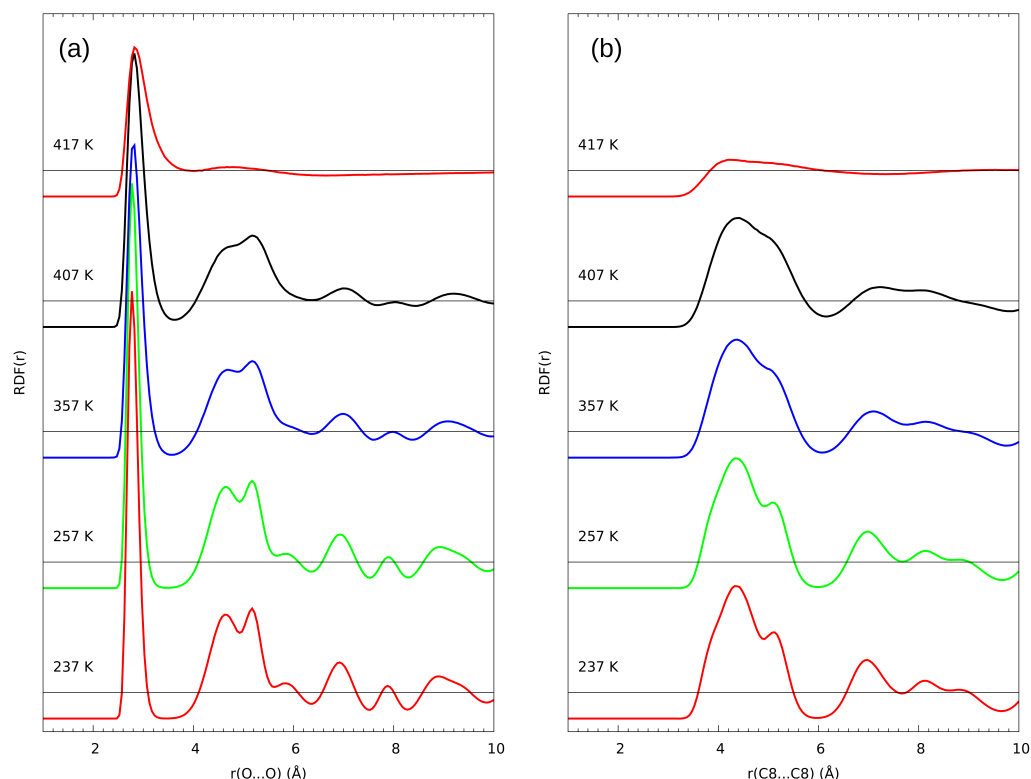 (a)
417 K
407 K
357 K
257 K
237 K
RDF(r)
2 4 6 8 10
r(O...O) (Å)
(b)
417 K
407 K
357 K
257 K
237 K
RDF(r)
2 4 6 8 10
r(C8...C8) (Å)